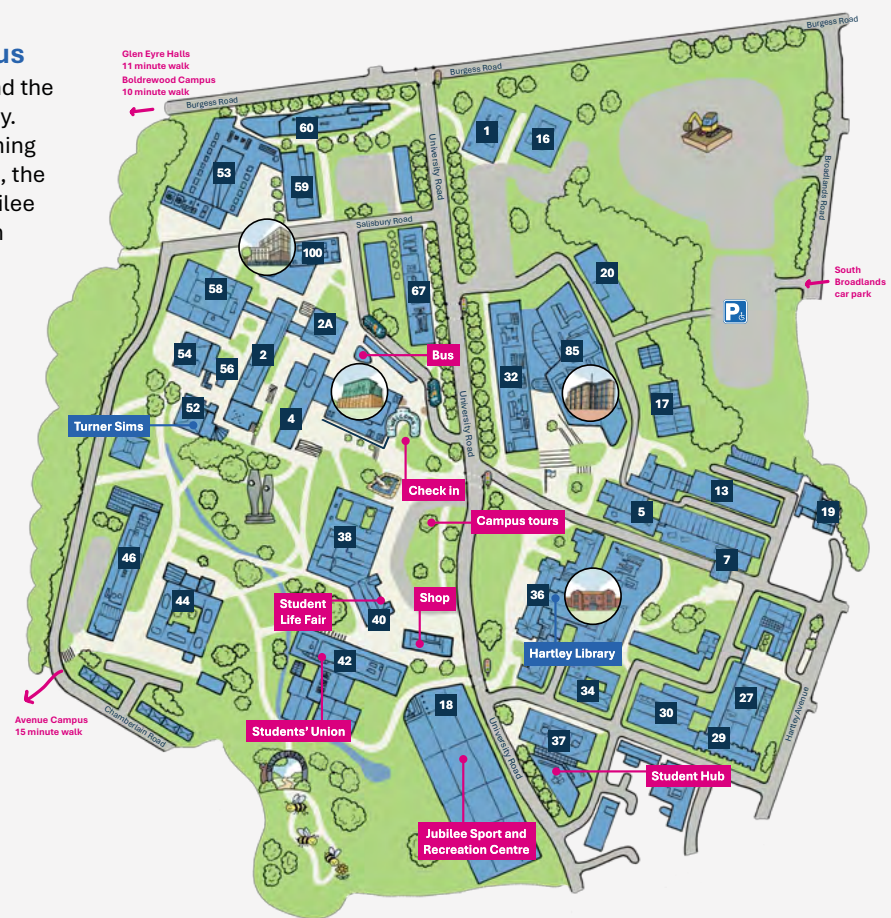 us
nd the
y.
ning
, the
ilee
n
Glen Eyre Halls
11 minute walk
Boldrewood Campus
10 minute walk
Burgess Road
Burgess Road
Burgess Road
University Road
Broadlands Road
60
1
16
53
59
Salisbury Road
100
20
South
Broadlands
car park
58
67
P
2A
85
54
2
56
Bus
32
52
4
17
University Road
Turner Sims
Check in
13
19
5
Campus tours
38
7
46
44
36
Student
Life Fair
40
Shop
Hartley Library
42
34
27
18
30
Avenue Campus
15 minute walk
Chamberlain Road
Students' Union
37
29
Hartley Avenue
University Road
Student Hub
Jubilee Sport and
Recreation Centre